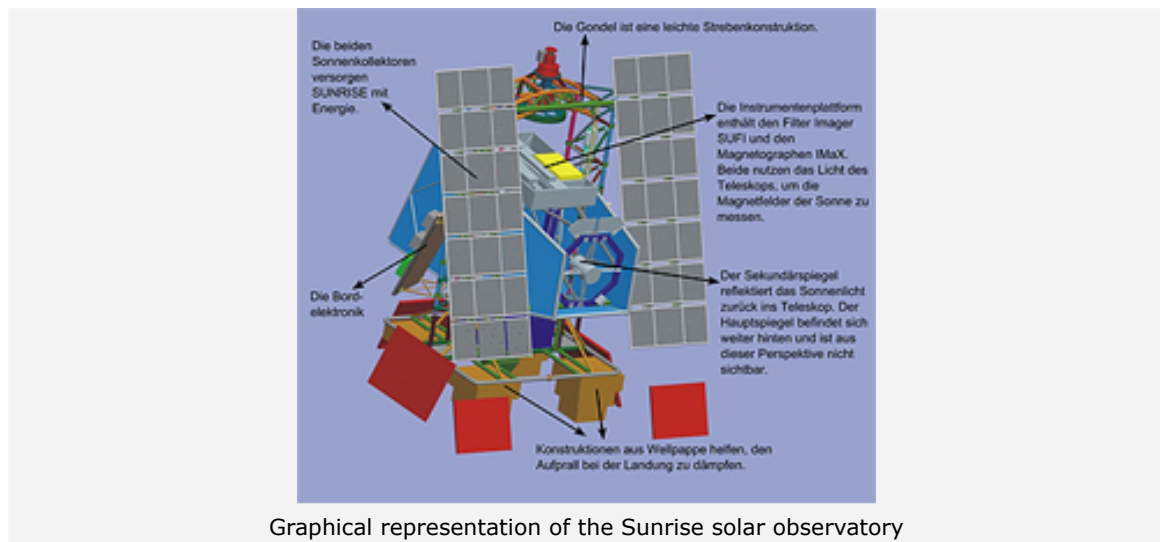 Die Gondel ist eine leichte Strebenkonstruktion.
Die beiden
Sonnenkollektoren
versorgen
SUNRISE mit
Energie.
Die Instrumentenplattform
enthält den Filter Imager
SUFI und den
Magnetographen IMaX.
Beide nutzen das Licht des
Teleskops, um die
Magnetfelder der Sonne zu
messen.
Die Bord-
elektronik
Der Sekundärspiegel
reflektiert das Sonnenlicht
zurück ins Teleskop. Der
Hauptspiegel befindet sich
weiter hinten und ist aus
dieser Perspektive nicht
sichtbar.
Konstruktionen aus Wellpappe helfen, den
Aufprall bei der Landung zu dämpfen.
Graphical representation of the Sunrise solar observatory